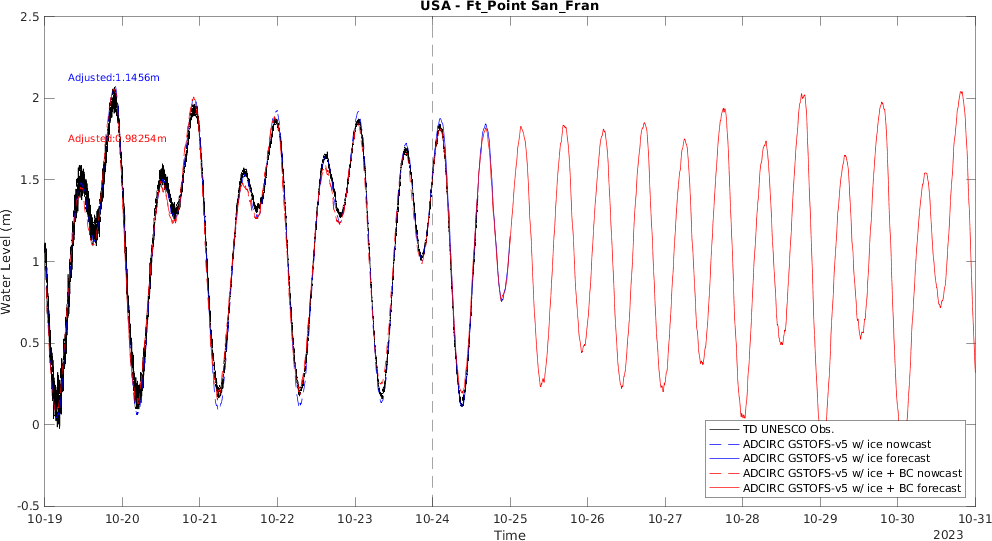 USA - Ft_Point San_Fran
2.5
2
1.5
1
0.5
0
-0.5
Water Level (m)
Adjusted:1.1456m
Adjusted:0.98254m
TD UNESCO Obs.
ADCIRC GSTOFS-v5 w/ ice nowcast
ADCIRC GSTOFS-v5 w/ ice forecast
ADCIRC GSTOFS-v5 w/ ice + BC nowcast
ADCIRC GSTOFS-v5 w/ ice + BC forecast
10-19 10-20 10-21 10-22 10-23 10-24 10-25 10-26 10-27 10-28 10-29 10-30 10-31
Time
2023